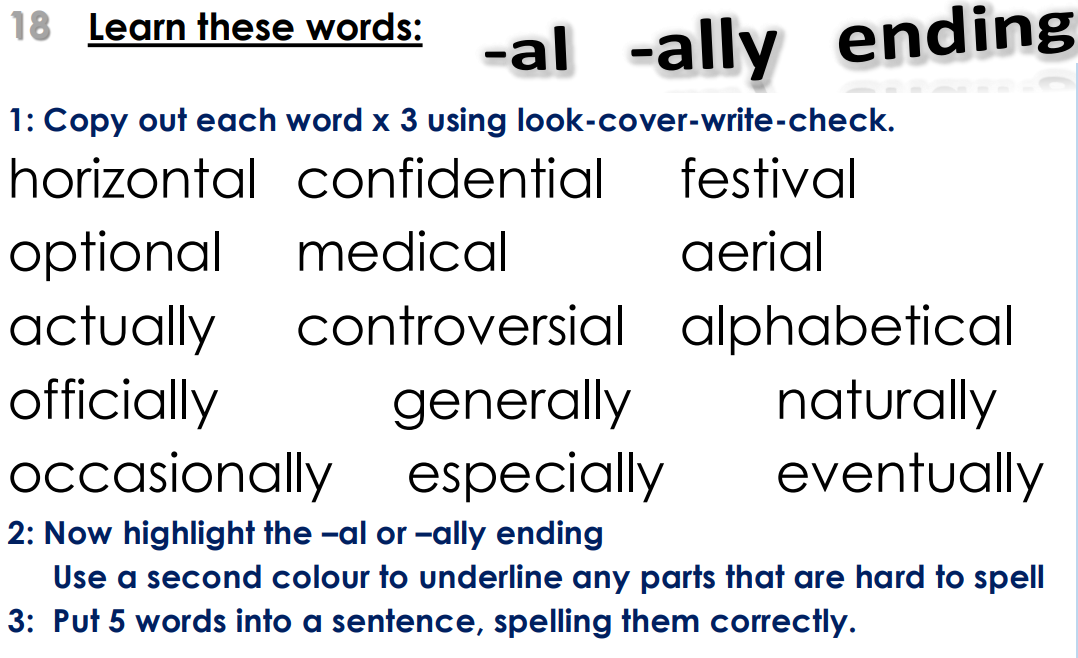 18 Learn these words: -al -ally ending
1: Copy out each word x 3 using look-cover-write-check.
horizontal confidential festival
optional medical aerial
actually controversial alphabetical
officially generally naturally
occasionally especially eventually
2: Now highlight the –al or –ally ending
Use a second colour to underline any parts that are hard to spell
3: Put 5 words into a sentence, spelling them correctly.